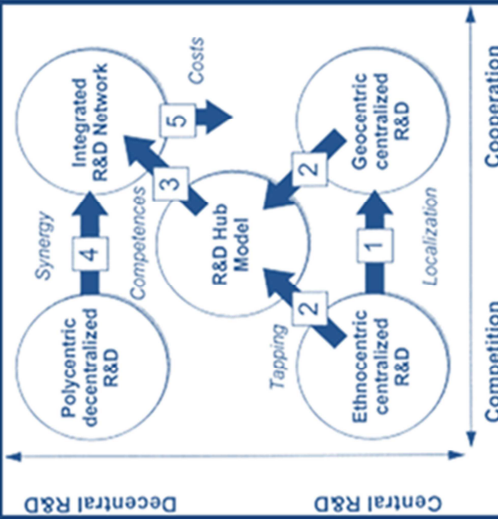 Polycentric
decentralized
R&D
Synergy
4
Integrated
R&D Network
Competences
3
5
Costs
R&D Hub
Model
Tapping
2
2
Ethnocentric
centralized
R&D
1
Localization
Geocentric
centralized
R&D
Decentral R&D
Central R&D
Competition
Cooperation